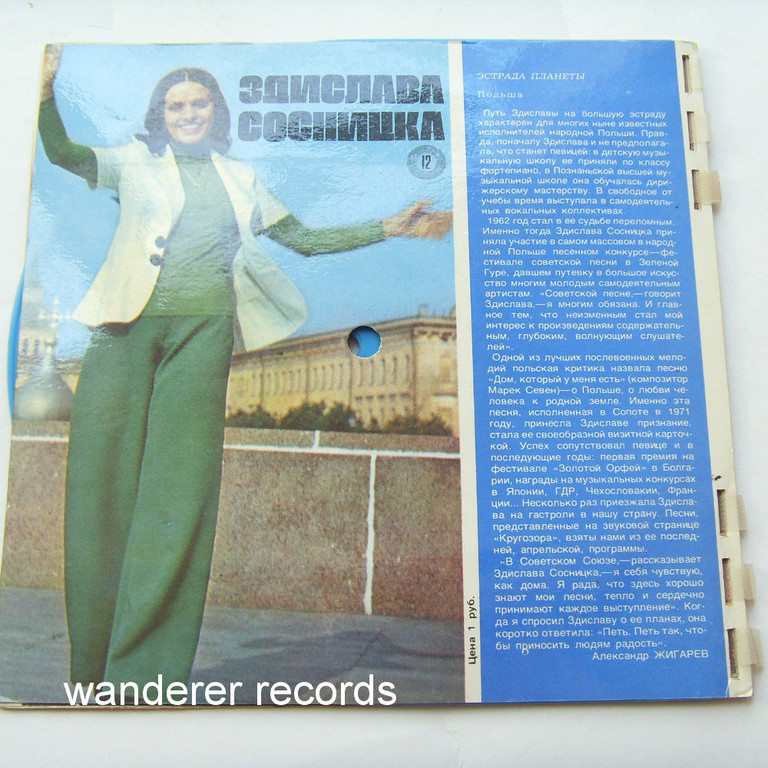 ЗДИСЛАВА
СОСНИЦКА
12
ЭСТРАДА ПЛАНЕТЫ
Польша
Путь Здиславы на большую эстраду
характерен для многих ныне известных
исполнителей народной Польши. Прав-
да, поначалу Здислава и не предполага-
ла, что станет певицей: в детскую музы-
кальную школу ее приняли по классу
фортепиано, в Познаньской высшей му-
зыкальной школе она обучалась дири-
жерскому мастерству. В свободное от
учебы время выступала в самодеятель-
ных вокальных коллективах.
1962 год стал в ее судьбе переломным.
Именно тогда Здислава Сосницка при-
няла участие в самом массовом в народ-
ной Польше песенном конкурсе—фе-
стивале советской песни в Зеленой
Гуре, давшем путевку в большое искус-
ство многим молодым самодеятельным
артистам. «Советской песне,—говорит
Здислава,—я многим обязана. И глав-
ное тем, что неизменным стал мой
интерес к произведениям содержатель-
ным, глубоким, волнующим слушате-
лей».
Одной из лучших послевоенных мело-
дий польская критика назвала песню
«Дом, который у меня есть» (композитор
Марек Севен)—о Польше, о любви че-
ловека к родной земле. Именно эта
песня, исполненная в Сопоте в 1971
году, принесла Здиславе признание,
стала ее своеобразной визитной карточ-
кой. Успех сопутствовал певице и в
последующие годы: первая премия на
фестивале «Золотой Орфей» в Болга-
рии, награды на музыкальных конкурсах
в Японии, ГДР, Чехословакии, Фран-
ции... Несколько раз приезжала Здисла-
ва на гастроли в нашу страну. Песни,
представленные на звуковой странице
«Кругозора», взяты нами из ее послед-
ней, апрельской, программы.
«В Советском Союзе,—рассказывает
Здислава Сосницка,—я себя чувствую,
как дома. Я рада, что здесь хорошо
знают мои песни, тепло и сердечно
принимают каждое выступление». Ког-
да я спросил Здиславу о ее планах, она
коротко ответила: «Петь. Петь так, что-
бы приносить людям радость».
Александр ЖИГАРЕВ
Цена 1 руб.
wanderer records